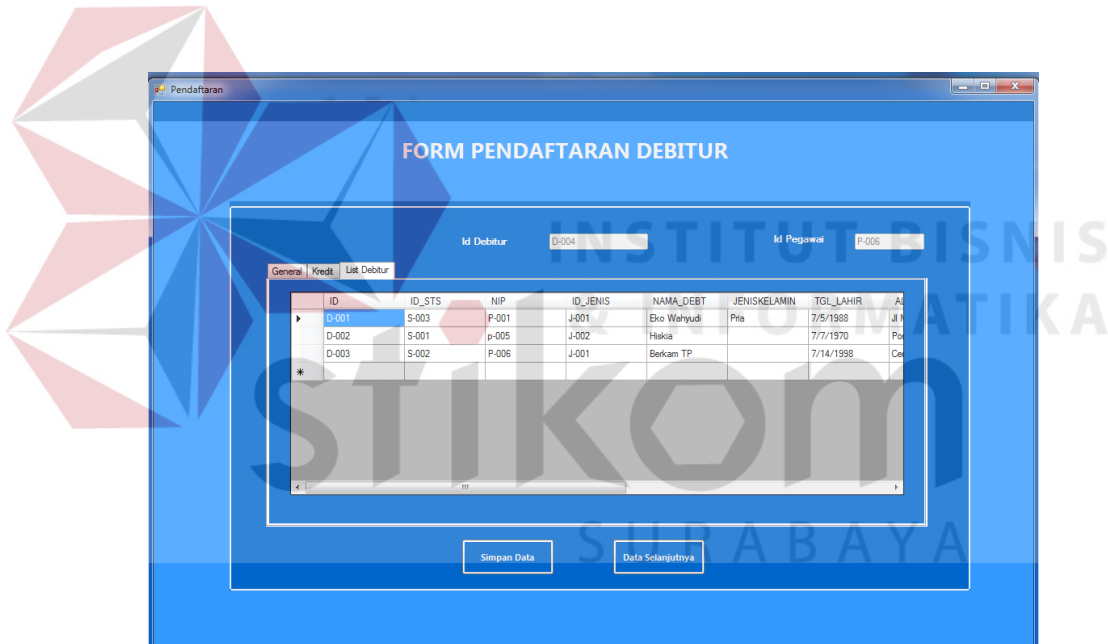 Pendaftaran
FORM PENDAFTARAN DEBITUR
INSTITUT BISNIS
& INFORMATIKA
stikom
SURABAYA
Id Debitur D-004 Id Pegawai P-006
General Kredit List Debitur
ID ID_STS NIP ID_JENIS NAMA_DEBT JENISKELAMIN TGL_LAHIR
D-001 S-003 P-001 J-001 Eko Wahyudi Pria 7/5/1988
D-002 S-001 p-005 J-002 Hiskia 7/7/1970
D-003 S-002 P-006 J-001 Berkam TP 7/14/1998
Simpan Data Data Selanjutnya